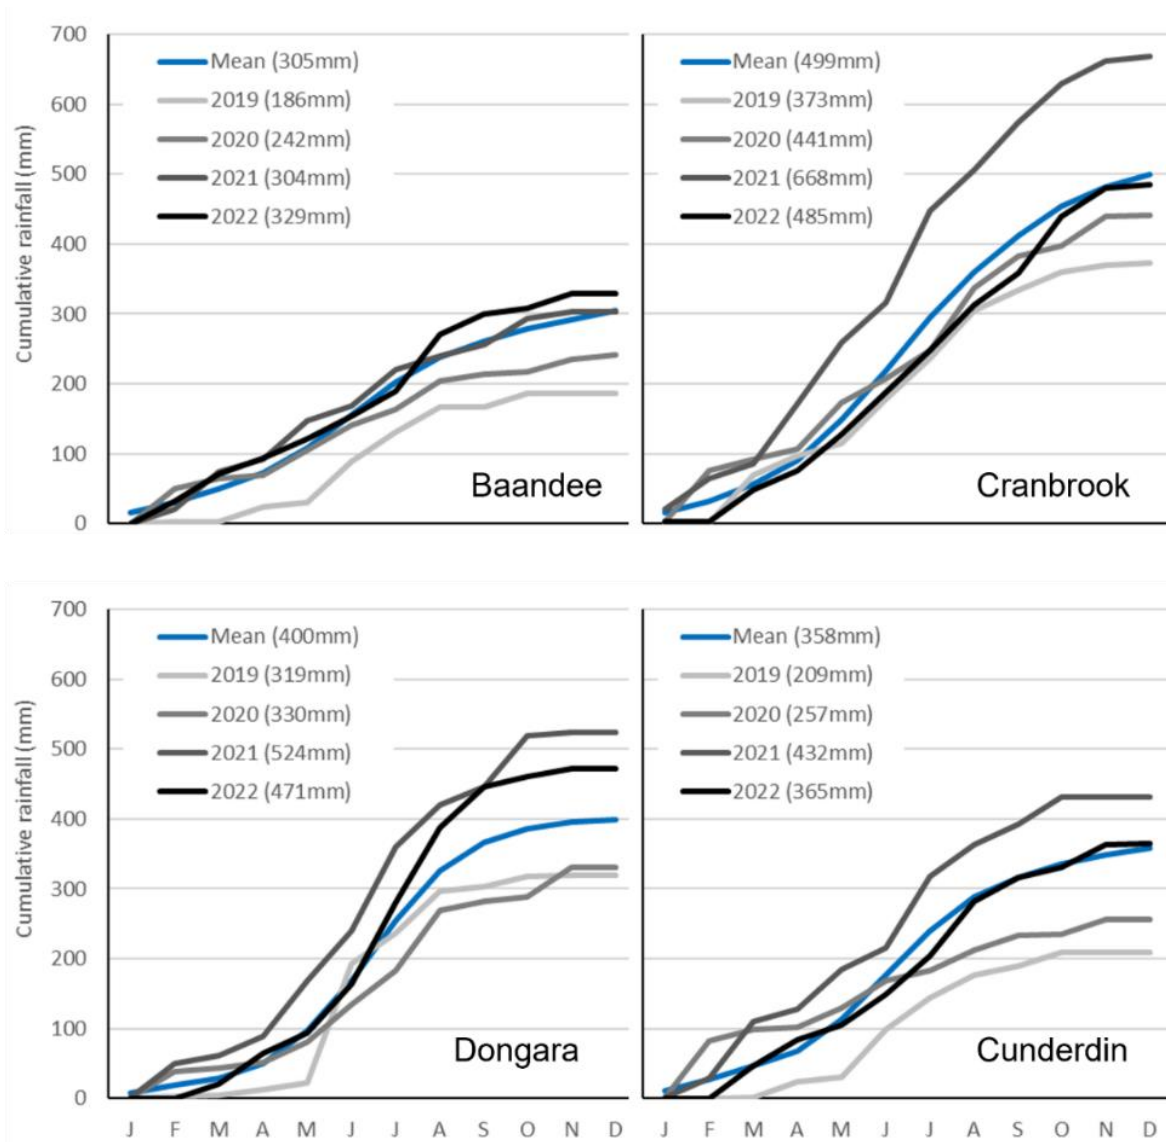 700
600
500
400
300
200
100
0
Cumulative rainfall (mm)
Mean (305mm)
2019 (186mm)
2020 (242mm)
2021 (304mm)
2022 (329mm)
Baandee
Mean (499mm)
2019 (373mm)
2020 (441mm)
2021 (668mm)
2022 (485mm)
Cranbrook
700
600
500
400
300
200
100
0
Cumulative rainfall (mm)
Mean (400mm)
2019 (319mm)
2020 (330mm)
2021 (524mm)
2022 (471mm)
Dongara
J F M A M J J A S O N D
Mean (358mm)
2019 (209mm)
2020 (257mm)
2021 (432mm)
2022 (365mm)
Cunderdin
J F M A M J J A S O N D